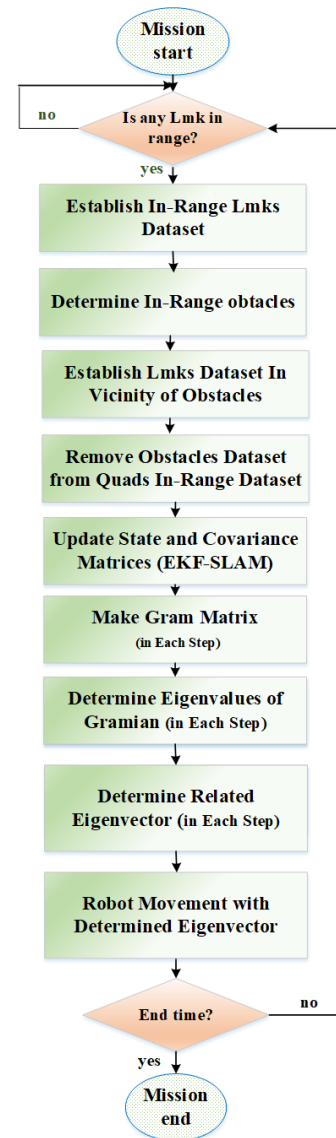 Mission
start
Is any Lmk in
range?
no
yes
Establish In-Range Lmks
Dataset
Determine In-Range obtacles
Establish Lmks Dataset In
Vicinity of Obstacles
Remove Obstacles Dataset
from Quads In-Range Dataset
Update State and Covariance
Matrices (EKF-SLAM)
Make Gram Matrix
(in Each Step)
Determine Eigenvalues of
Gramian (in Each Step)
Determine Related
Eigenvector (in Each Step)
Robot Movement with
Determined Eigenvector
End time?
no
yes
Mission
end